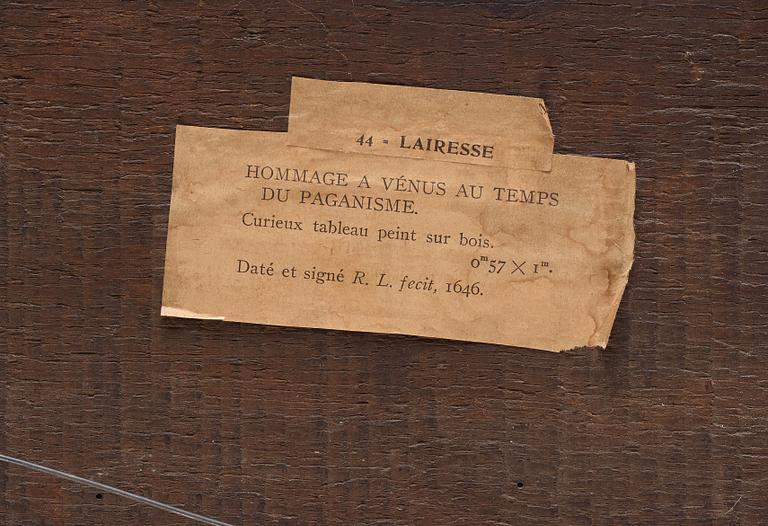 44 = LAIRESSE
HOMMAGE A VÉNUS AU TEMPS
DU PAGANISME.
Curieux tableau peint sur bois.
0ᵐ57 × 1ᵐ.
Daté et signé R. L. fecit, 1646.